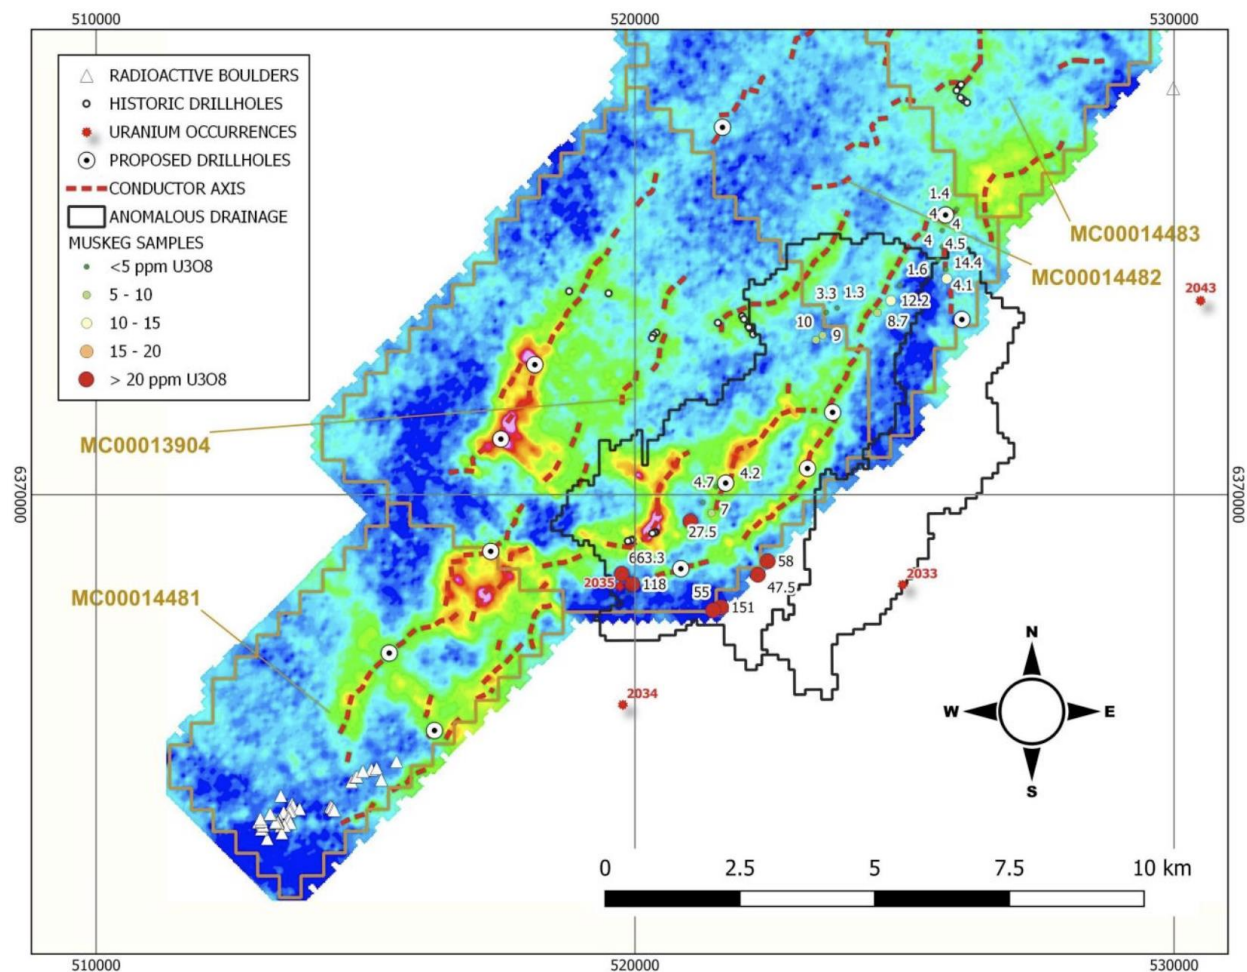 510000
520000
530000
RADIOACTIVE BOULDERS
HISTORIC DRILLHOLES
URANIUM OCCURRENCES
PROPOSED DRILLHOLES
CONDUCTOR AXIS
ANOMALOUS DRAINAGE
MUSKEG SAMPLES
<5 ppm U3O8
5 - 10
10 - 15
15 - 20
> 20 ppm U3O8
1.4
4
4
4
4.5
MC00014483
14.4
MC00014482
1.6
4.1
2043
3.3
1.3
12.2
10
8.7
9
MC00013904
4.2
4.7
6370000
6370000
7
27.5
663.3
58
2035
118
47.5
2033
55
151
MC00014481
N
2034
W
E
S
0
2.5
5
7.5
10 km
510000
520000
530000